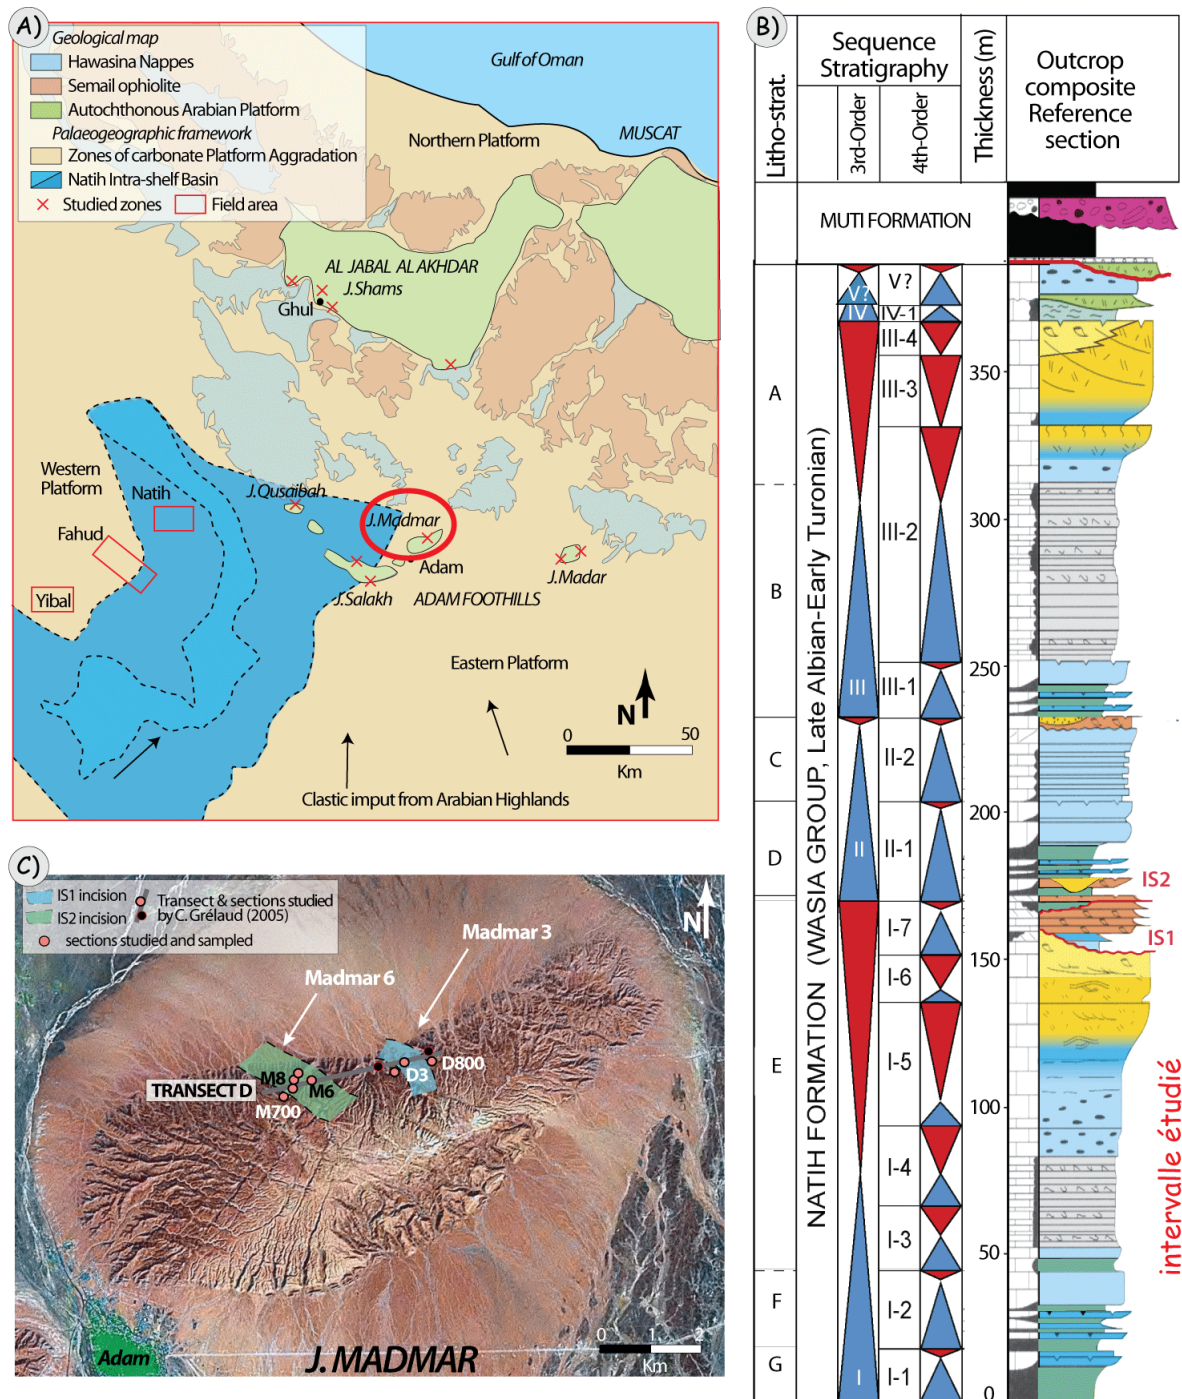 A)
Geological map
Hawasina Nappes
Semail ophiolite
Autochthonous Arabian Platform
Palaeogeographic framework
Zones of carbonate Platform Aggradation
Natih Intra-shelf Basin
Studied zones
Field area
Gulf of Oman
MUSCAT
Northern Platform
AL JABAL AL AKHDAR
J.Shams
Ghul
Western
Platform
Natih
Fahud
Yibal
J.Qusaibah
J.Madmar
Adam
J.Salakh
ADAM FOOTHILLS
J.Madar
Eastern Platform
N
0
50
Km
Clastic imput from Arabian Highlands
B)
Litho-strat.
Sequence
Stratigraphy
3rd-Order
4th-Order
Thickness (m)
Outcrop
composite
Reference
section
MUTI FORMATION
NATIH FORMATION (WASIA GROUP, Late Albian-Early Turonian)
A
B
C
D
E
F
G
V?
IV
III
II
I
V?
IV-1
III-4
III-3
III-2
III-1
II-2
II-1
I-7
I-6
I-5
I-4
I-3
I-2
I-1
350
300
250
200
150
100
50
0
IS2
IS1
intervalle étudié
C)
IS1 incision
IS2 incision
Transect & sections studied
by C. Grélaud (2005)
sections studied and sampled
N
Madmar 3
Madmar 6
TRANSECT D
M8
M6
M700
D3
D800
Adam
J. MADMAR
0
1
2
Km